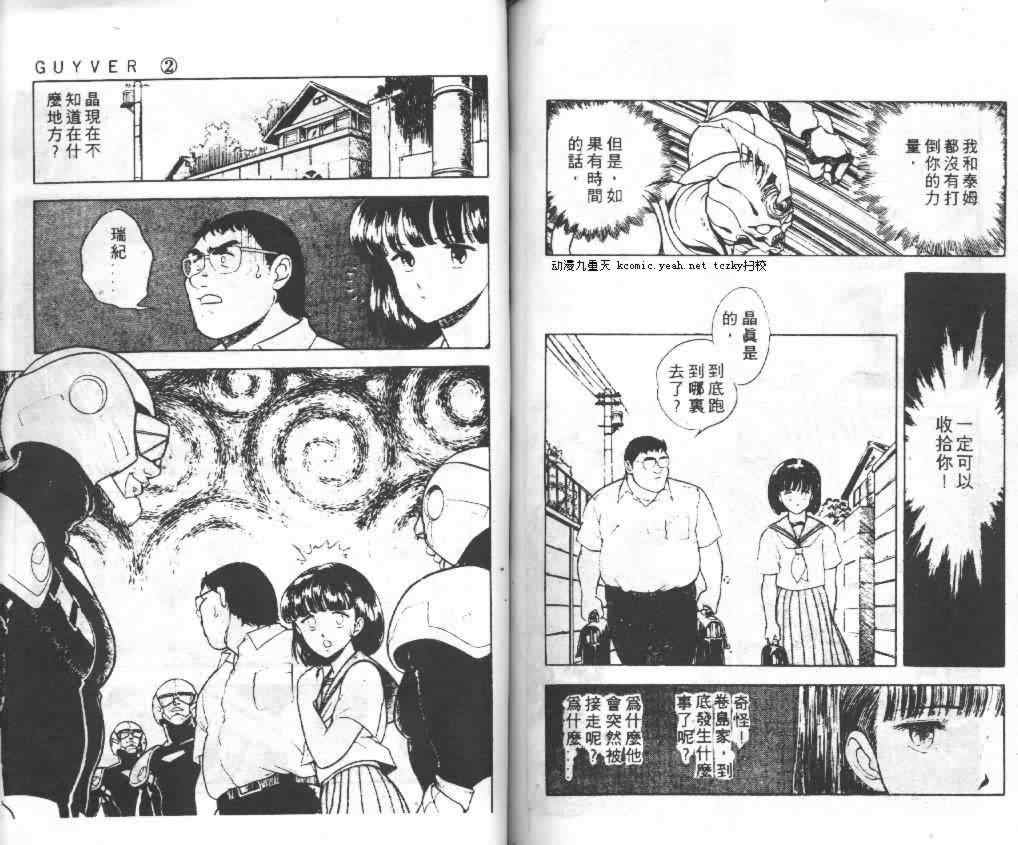 我和泰姆
都沒有打
倒你的力
量，
但是，如
果有時間
的話，
动漫九重天 kcomic.yeah.net tczky扫校
一定可以
收拾你！
晶眞是
的，
到底跑
到哪裏
去了？
奇怪—
卷島家，到
底發生什麼
事了呢？
爲什麼他
會突然被
接走呢？
爲什麼…
GUYVER ②
晶現在不
知道在什
麼地方？
瑞紀……